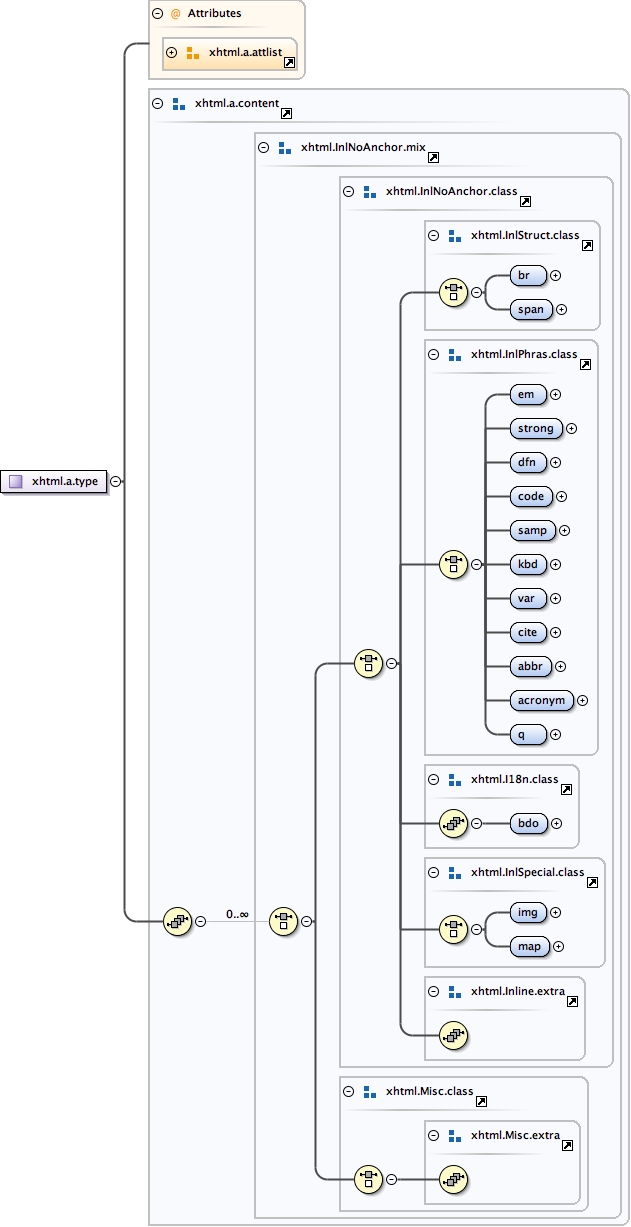 Attributes
xhtml.a.attlist
xhtml.a.content
xhtml.InlNoAnchor.mix
xhtml.InlNoAnchor.class
xhtml.InlStruct.class
br
span
xhtml.InlPhras.class
em
strong
dfn
xhtml.a.type
code
samp
kbd
var
cite
abbr
acronym
q
xhtml.I18n.class
bdo
xhtml.InlSpecial.class
img
0..∞
map
xhtml.Inline.extra
xhtml.Misc.class
xhtml.Misc.extra